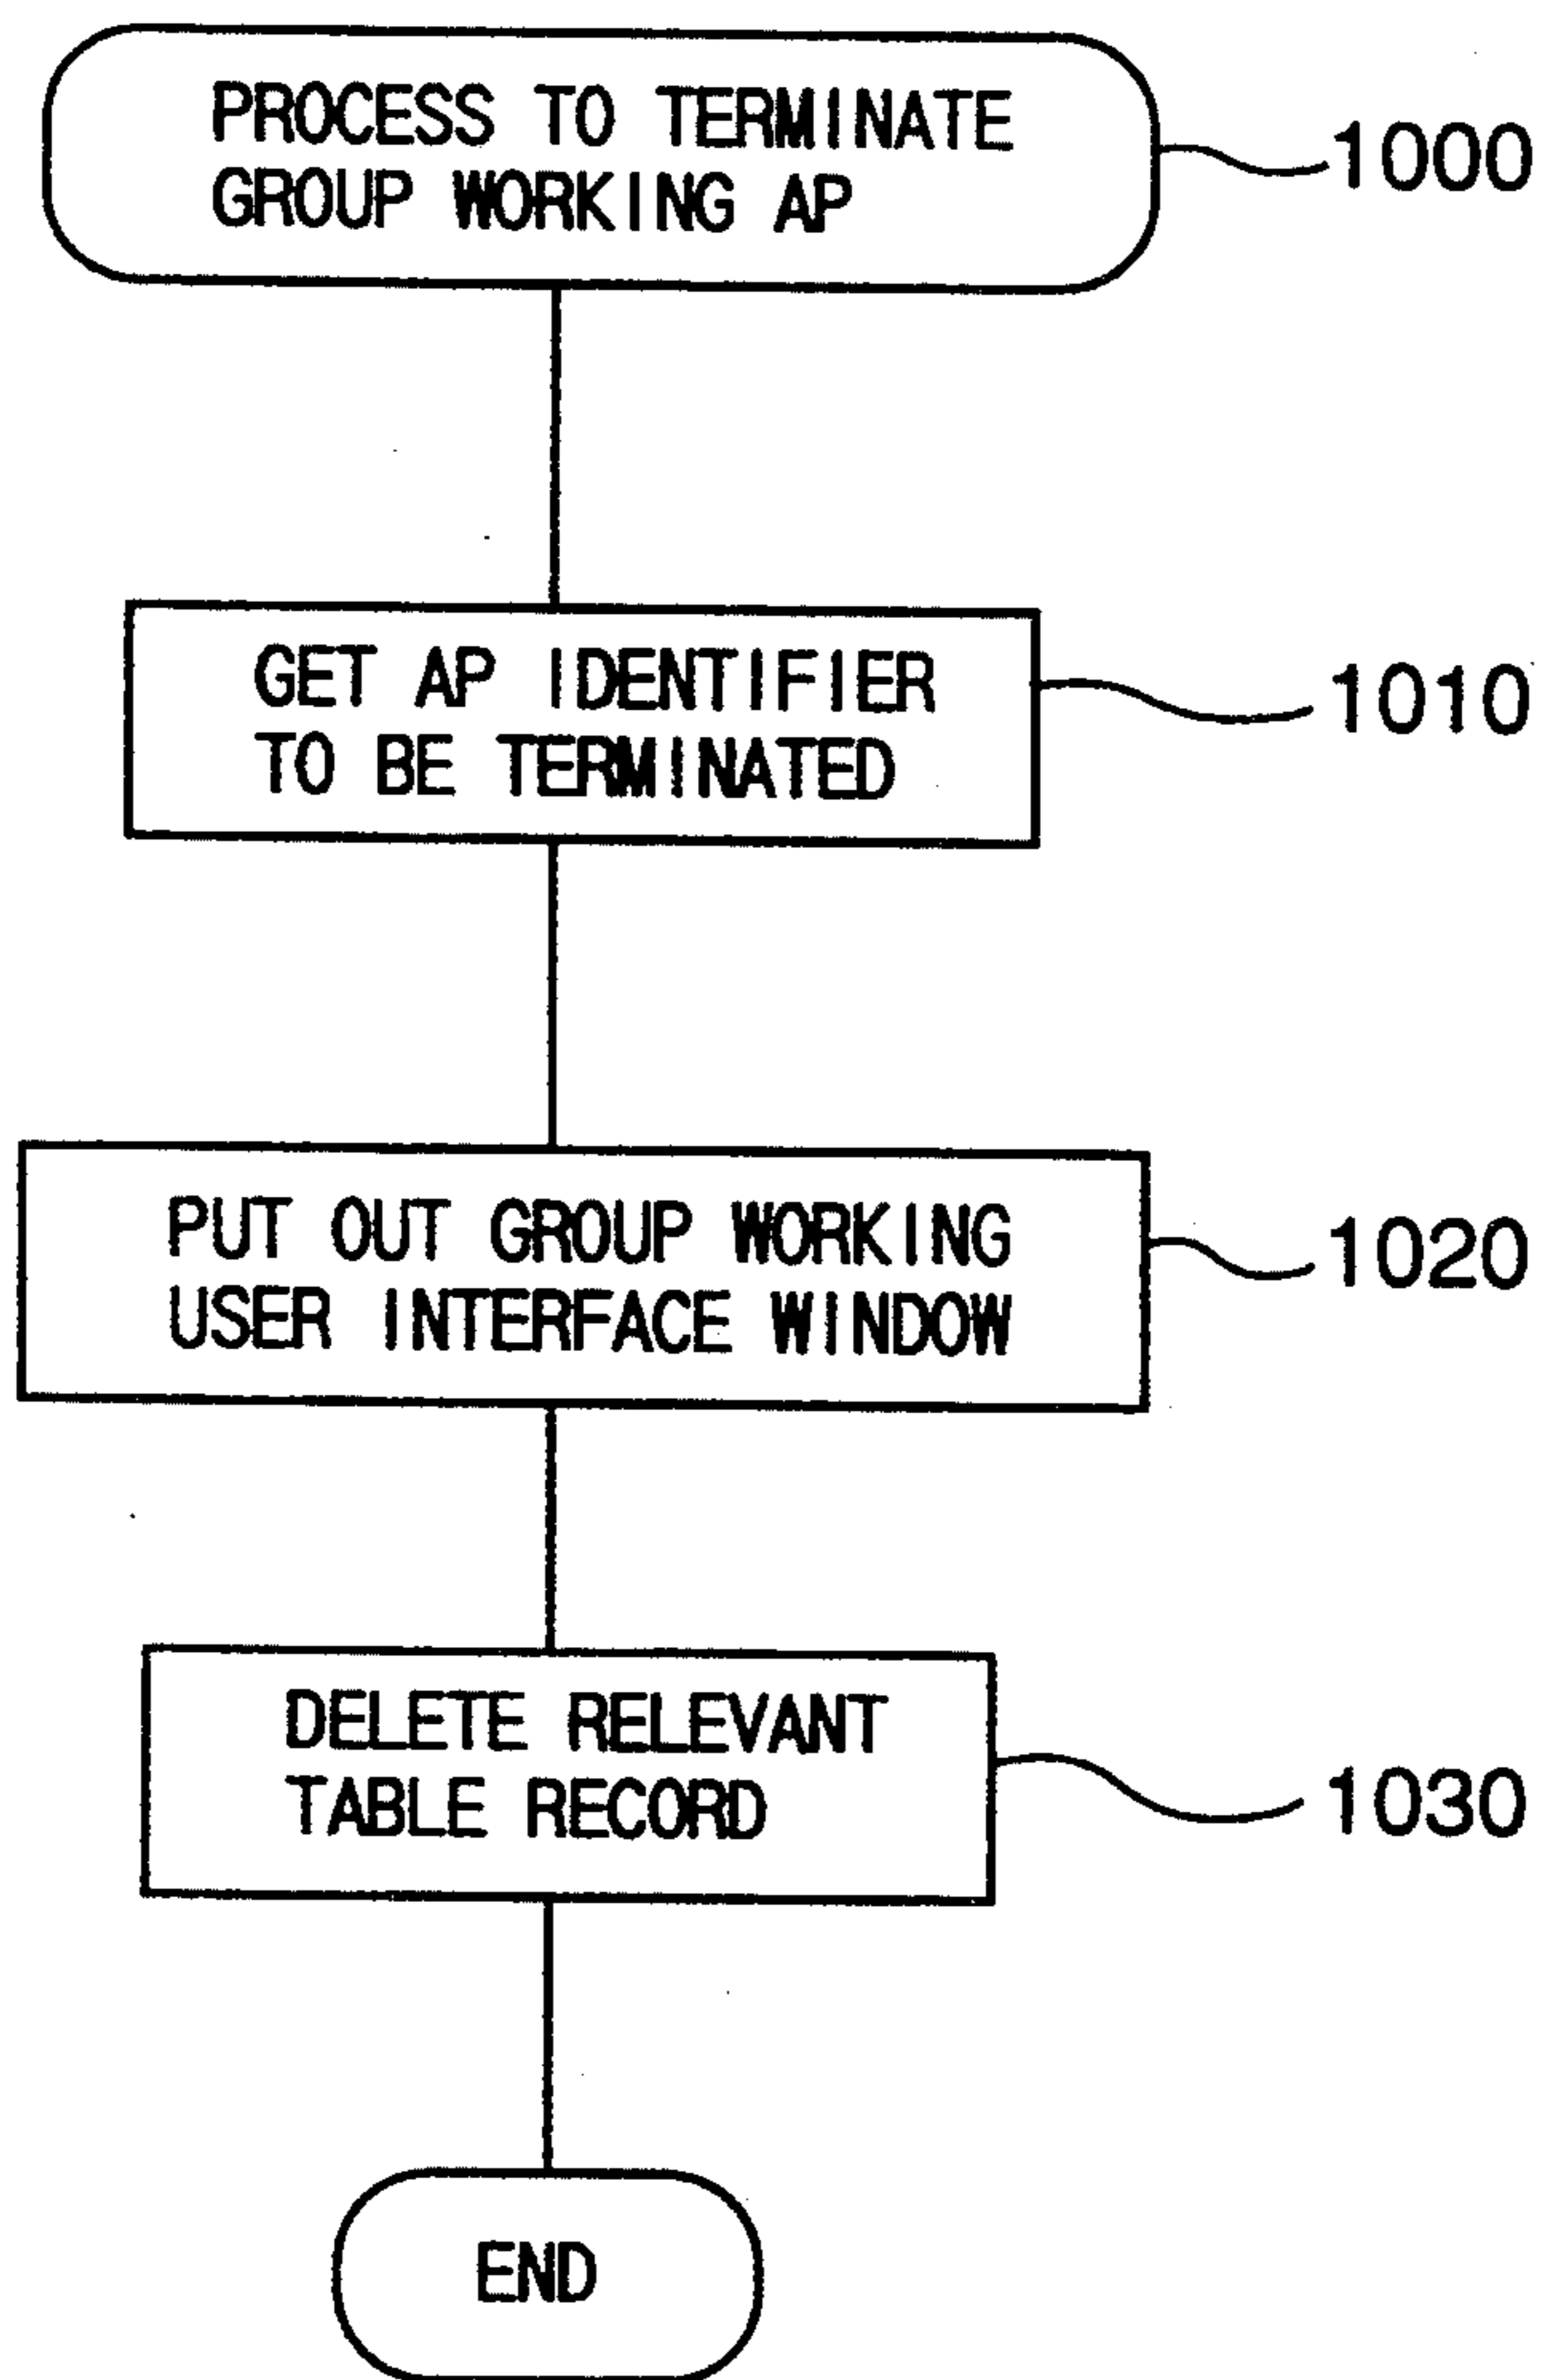 PROCESS TO TERMINATE
GROUP WORKING AP
1000
GET AP IDENTIFIER
TO BE TERMINATED
1010
PUT OUT GROUP WORKING
USER INTERFACE WINDOW
1020
DELETE RELEVANT
TABLE RECORD
1030
END